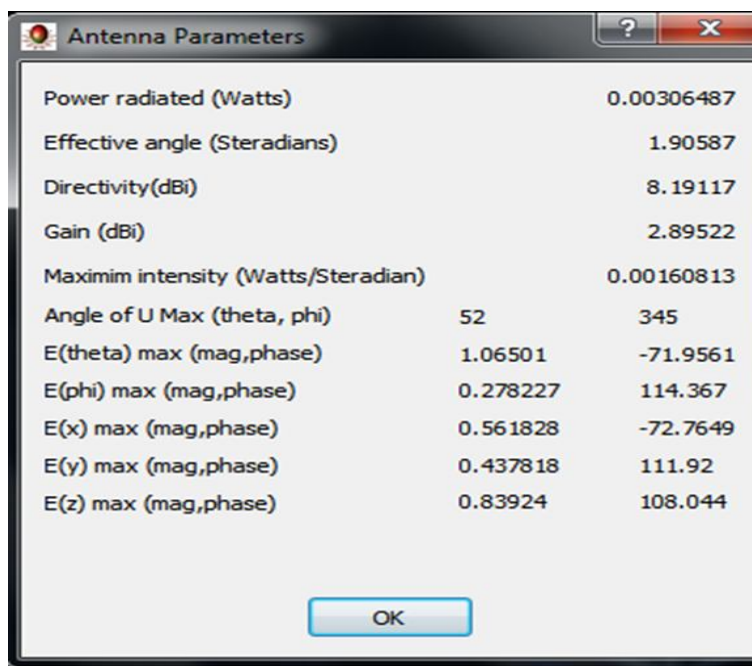 Antenna Parameters
Power radiated (Watts) 0.00306487
Effective angle (Steradians) 1.90587
Directivity(dBi) 8.19117
Gain (dBi) 2.89522
Maximim intensity (Watts/Steradian) 0.00160813
Angle of U Max (theta, phi) 52 345
E(theta) max (mag,phase) 1.06501 -71.9561
E(phi) max (mag,phase) 0.278227 114.367
E(x) max (mag,phase) 0.561828 -72.7649
E(y) max (mag,phase) 0.437818 111.92
E(z) max (mag,phase) 0.83924 108.044
OK